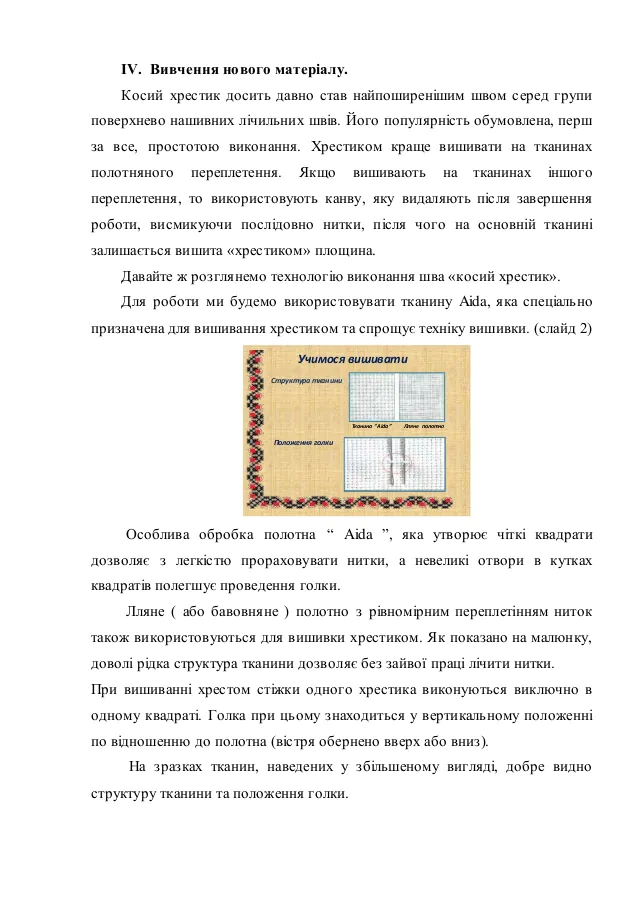 IV. Вивчення нового матеріалу.
Косий хрестик досить давно став найпоширенішим швом серед групи
поверхнево нашивних лічильних швів. Його популярність обумовлена, перш
за все, простотою виконання. Хрестиком краще вишивати на тканинах
полотняного переплетення. Якщо вишивають на тканинах іншого
переплетення, то використовують канву, яку видаляють після завершення
роботи, висмикуючи послідовно нитки, після чого на основній тканині
залишається вишита «хрестиком» площина.
Давайте ж розглянемо технологію виконання шва «косий хрестик».
Для роботи ми будемо використовувати тканину Aida, яка спеціально
призначена для вишивання хрестиком та спрощує техніку вишивки. (слайд 2)
Учимося вишивати
Структура тканини
Тканина "Aida" Лляне полотно
Положення голки
Особлива обробка полотна “ Aida ”, яка утворює чіткі квадрати
дозволяє з легкістю прораховувати нитки, а невеликі отвори в кутках
квадратів полегшує проведення голки.
Лляне ( або бавовняне ) полотно з рівномірним переплетінням ниток
також використовуються для вишивки хрестиком. Як показано на малюнку,
доволі рідка структура тканини дозволяє без зайвої праці лічити нитки.
При вишиванні хрестом стіжки одного хрестика виконуються виключно в
одному квадраті. Голка при цьому знаходиться у вертикальному положенні
по відношенню до полотна (вістря обернено вверх або вниз).
На зразках тканин, наведених у збільшеному вигляді, добре видно
структуру тканини та положення голки.